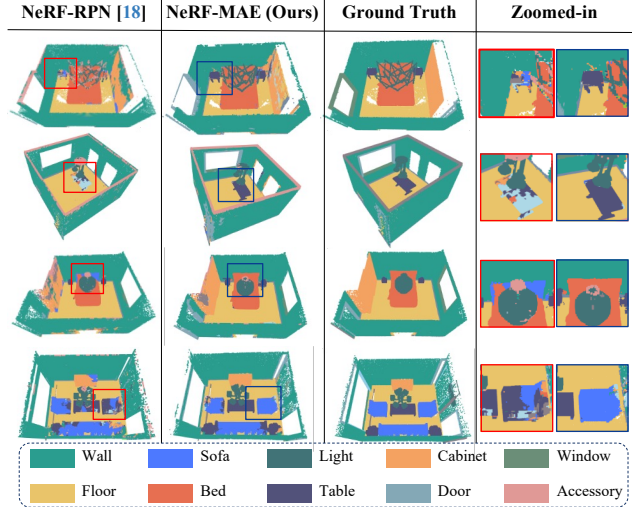 NeRF-RPN [18] NeRF-MAE (Ours) Ground Truth Zoomed-in
Wall Sofa Light Cabinet Window
Floor Bed Table Door Accessory